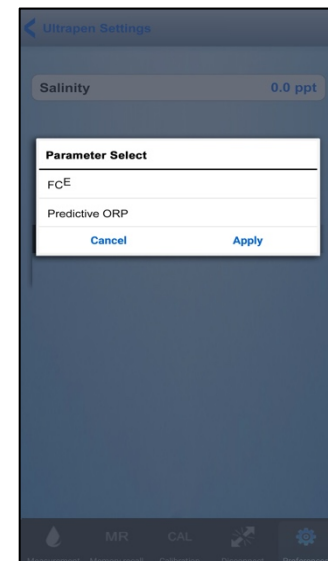 Ultrapen Settings
Salinity 0.0 ppt
Parameter Select
FCE
Predictive ORP
Cancel Apply
MR CAL